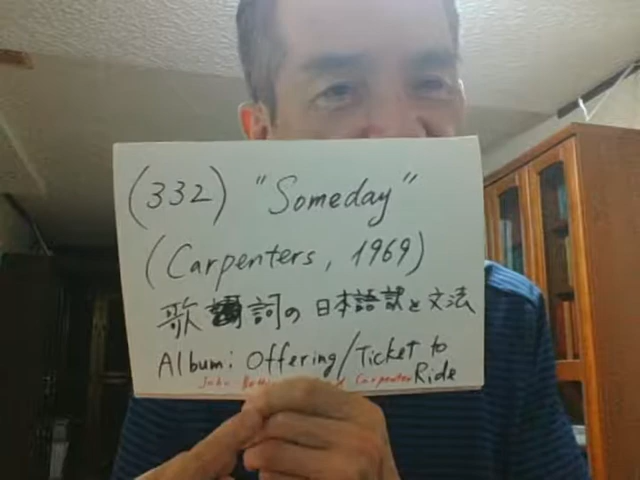 (332) "Someday"
(Carpenters, 1969)
歌詞の 日本語訳と文法
Album: Offering/Ticket to
Carpenter Ride